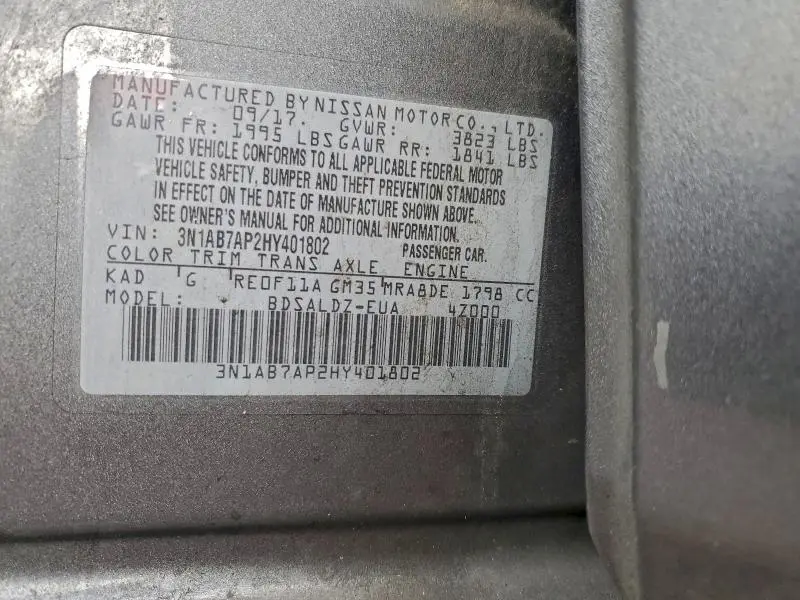 MANUFACTURED BY NISSAN MOTOR CO., LTD.
DATE: 09/17. GVWR: 3823 LBS
GAWR FR: 1995 LBS GAWR RR: 1841 LBS
THIS VEHICLE CONFORMS TO ALL APPLICABLE FEDERAL MOTOR
VEHICLE SAFETY, BUMPER AND THEFT PREVENTION STANDARDS
IN EFFECT ON THE DATE OF MANUFACTURE SHOWN ABOVE.
SEE OWNER'S MANUAL FOR ADDITIONAL INFORMATION.
VIN: 3N1AB7AP2HY401802 PASSENGER CAR.
COLOR TRIM TRANS AXLE ENGINE
KAD G RE0F11A GM35 MRA8DE 1798 CC
MODEL: BDSALDZ-EUA 4Z000
3N1AB7AP2HY401802